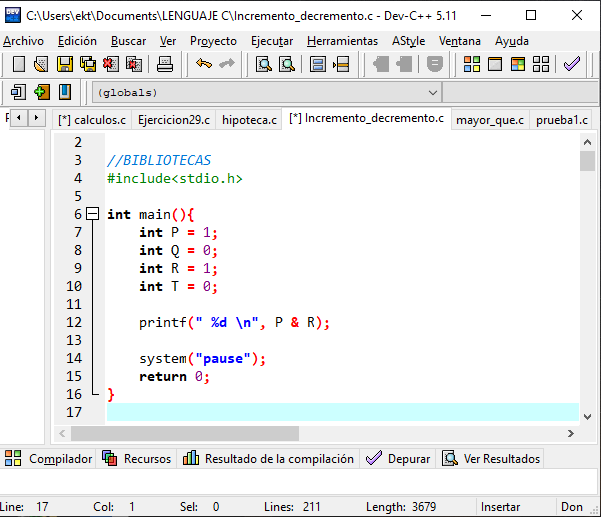 C:\Users\ekt\Documents\LENGUAJE C\Incremento_decremento.c - Dev-C++ 5.11
Archivo Edición Buscar Ver Proyecto Ejecutar Herramientas AStyle Ventana Ayuda
(globals)
[*] calculos.c Ejercicion29.c hipoteca.c [*] Incremento_decremento.c mayor_que.c prueba1.c
2
3 //BIBLIOTECAS
4 #include<stdio.h>
5
6 int main(){
7 int P = 1;
8 int Q = 0;
9 int R = 1;
10 int T = 0;
11
12 printf(" %d \n", P & R);
13
14 system("pause");
15 return 0;
16 }
17
Compilador Recursos Resultado de la compilación Depurar Ver Resultados
Line: 17 Col: 1 Sel: 0 Lines: 211 Length: 3679 Insertar Don